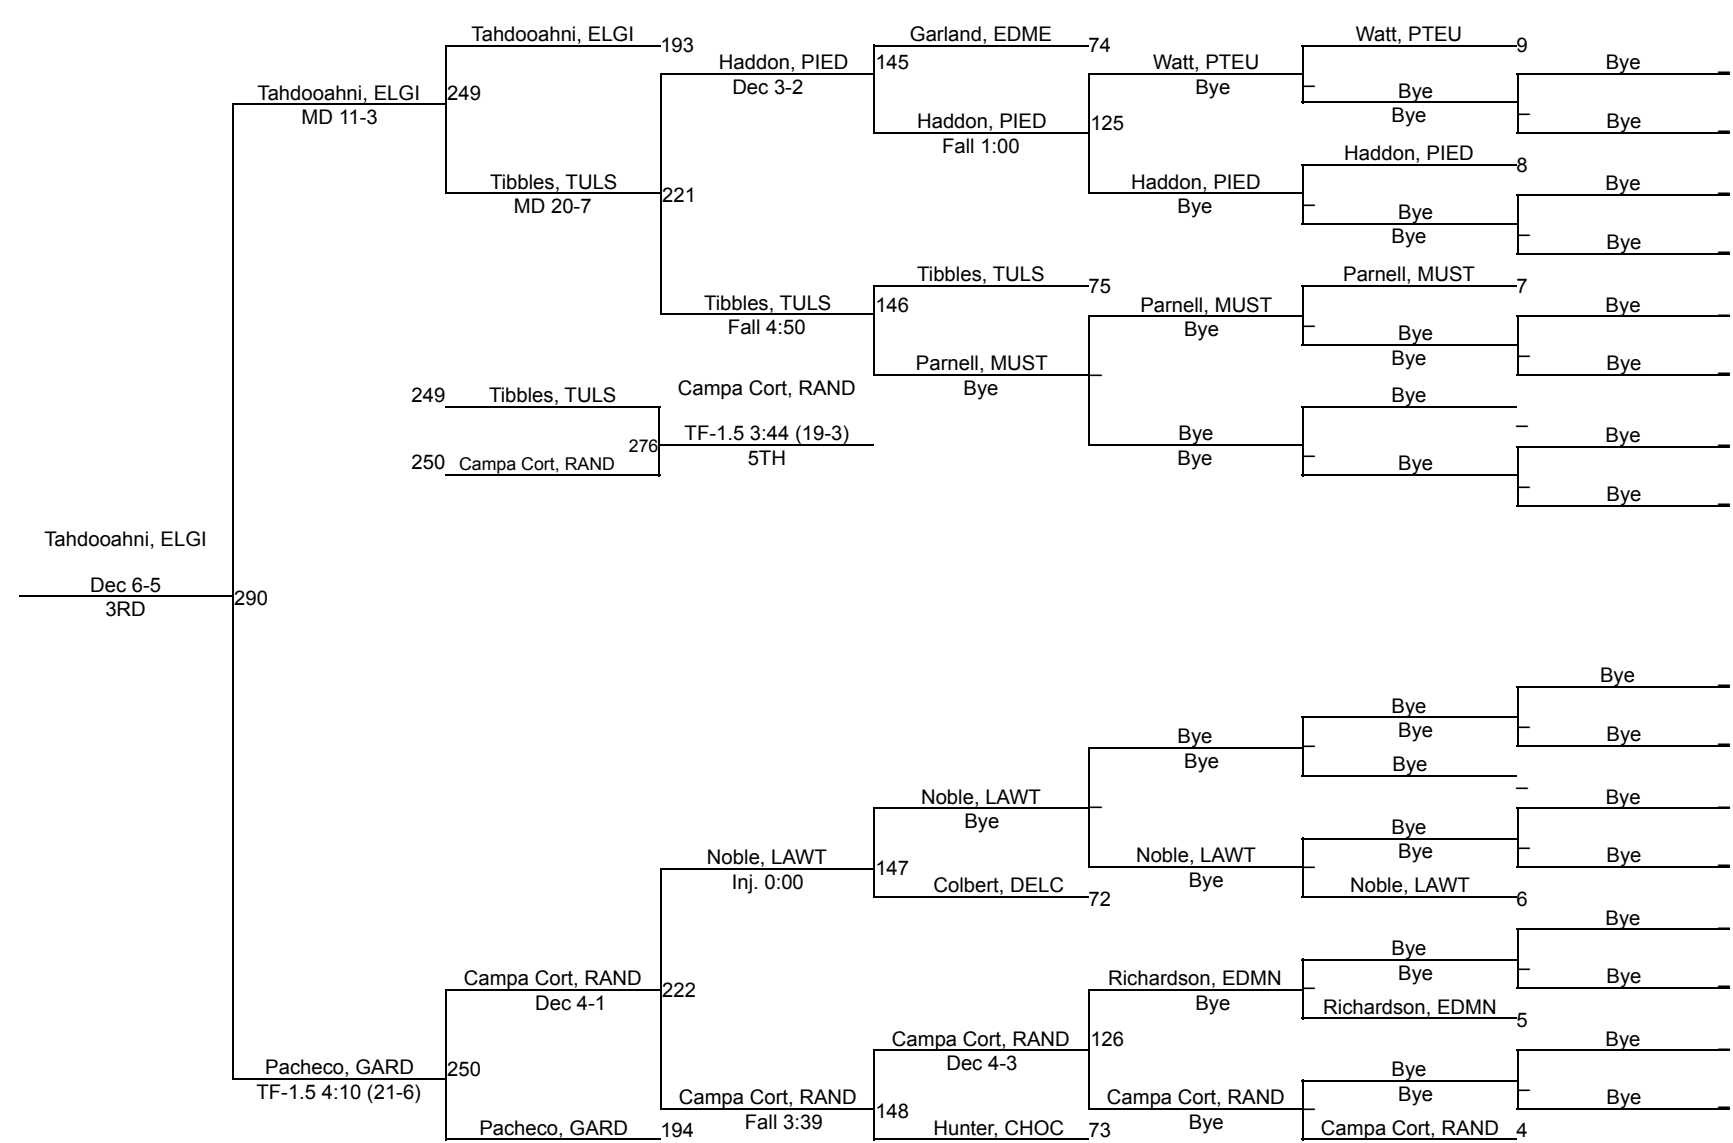 Tahdooahni, ELGI 193 Garland, EDME 74 Watt, PTEU 9
Haddon, PIED 145 Watt, PTEU Bye
Dec 3-2 Bye
Tahdooahni, ELGI 249 Bye
MD 11-3 Haddon, PIED 125 Bye Bye
Fall 1:00 Haddon, PIED 8
Tibbles, TULS Haddon, PIED Bye
MD 20-7 221 Bye Bye
Bye Bye
Tibbles, TULS 75 Parnell, MUST 7
Tibbles, TULS 146 Parnell, MUST Bye
Fall 4:50 Bye Bye
Parnell, MUST Bye Bye
249 Tibbles, TULS Campa Cort, RAND Bye Bye
276 TF-1.5 3:44 (19-3) Bye Bye
250 Campa Cort, RAND 5TH Bye Bye
Bye
Tahdooahni, ELGI
Dec 6-5
3RD 290
Bye
Bye
Bye Bye Bye
Bye Bye
Noble, LAWT Bye
Bye Bye
Noble, LAWT 147 Noble, LAWT Bye Bye
Inj. 0:00 Colbert, DELC 72 Bye Noble, LAWT 6
Bye
Bye
Campa Cort, RAND 222 Richardson, EDMN Bye Bye
Dec 4-1 Bye Richardson, EDMN 5
Campa Cort, RAND 126 Bye
Dec 4-3
Pacheco, GARD 250 Bye
TF-1.5 4:10 (21-6) Campa Cort, RAND 148 Campa Cort, RAND Bye Bye
Fall 3:39 Bye
Pacheco, GARD 194 Hunter, CHOC 73 Campa Cort, RAND 4